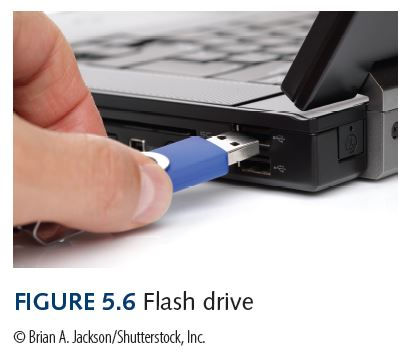 FIGURE 5.6 Flash drive
© Brian A. Jackson/Shutterstock, Inc.